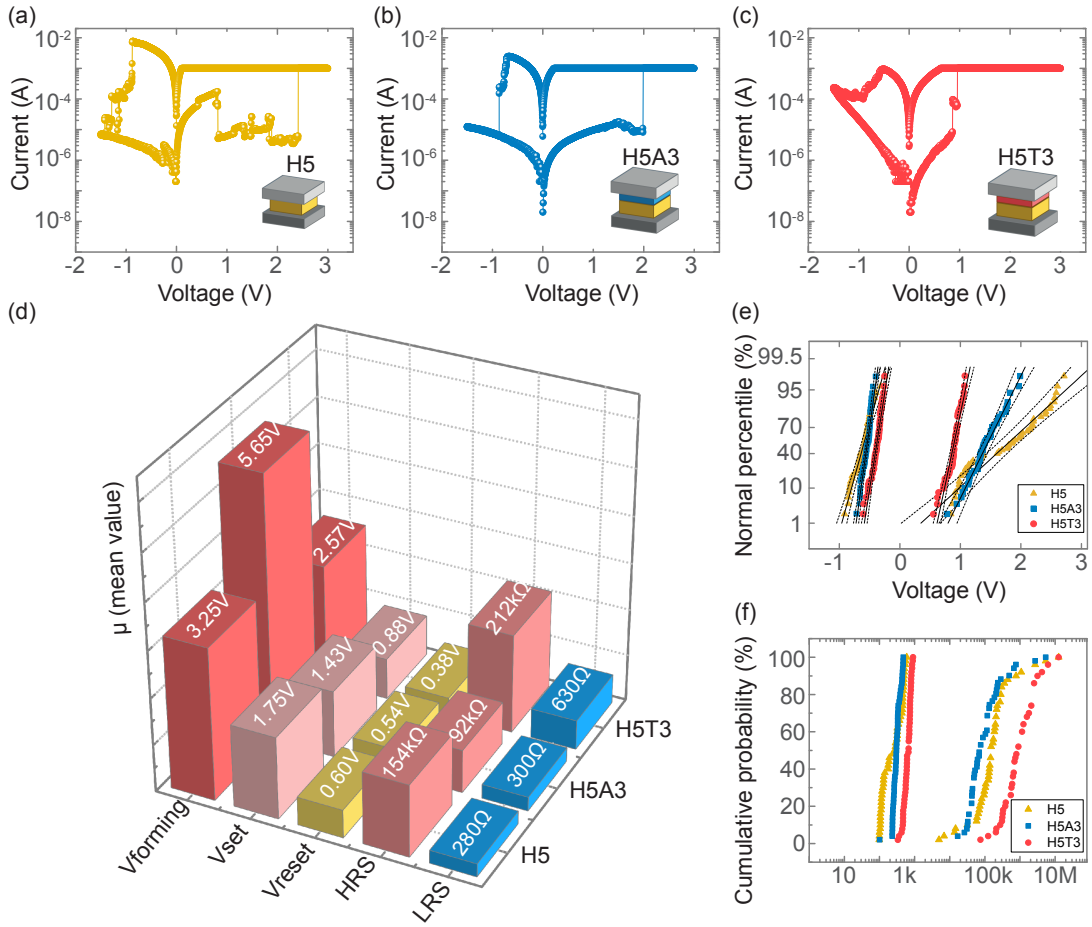 (a)
(b)
(c)
10⁻²
10⁻⁴
10⁻⁶
10⁻⁸
Current (A)
H5
-2 -1 0 1 2 3
Voltage (V)
10⁻²
10⁻⁴
10⁻⁶
10⁻⁸
Current (A)
H5A3
-2 -1 0 1 2 3
Voltage (V)
10⁻²
10⁻⁴
10⁻⁶
10⁻⁸
Current (A)
H5T3
-2 -1 0 1 2 3
Voltage (V)
(d)
μ (mean value)
5.65V
2.57V
3.25V
0.88V
1.43V
1.75V
0.38V
0.54V
0.60V
212kΩ
92kΩ
154kΩ
630Ω
300Ω
280Ω
Vforming
Vset
Vreset
HRS
LRS
H5
H5A3
H5T3
(e)
Normal percentile (%)
99.5
95
70
40
10
1
H5
H5A3
H5T3
-1 0 1 2 3
Voltage (V)
(f)
Cumulative probability (%)
100
80
60
40
20
0
H5
H5A3
H5T3
10 1k 100k 10M